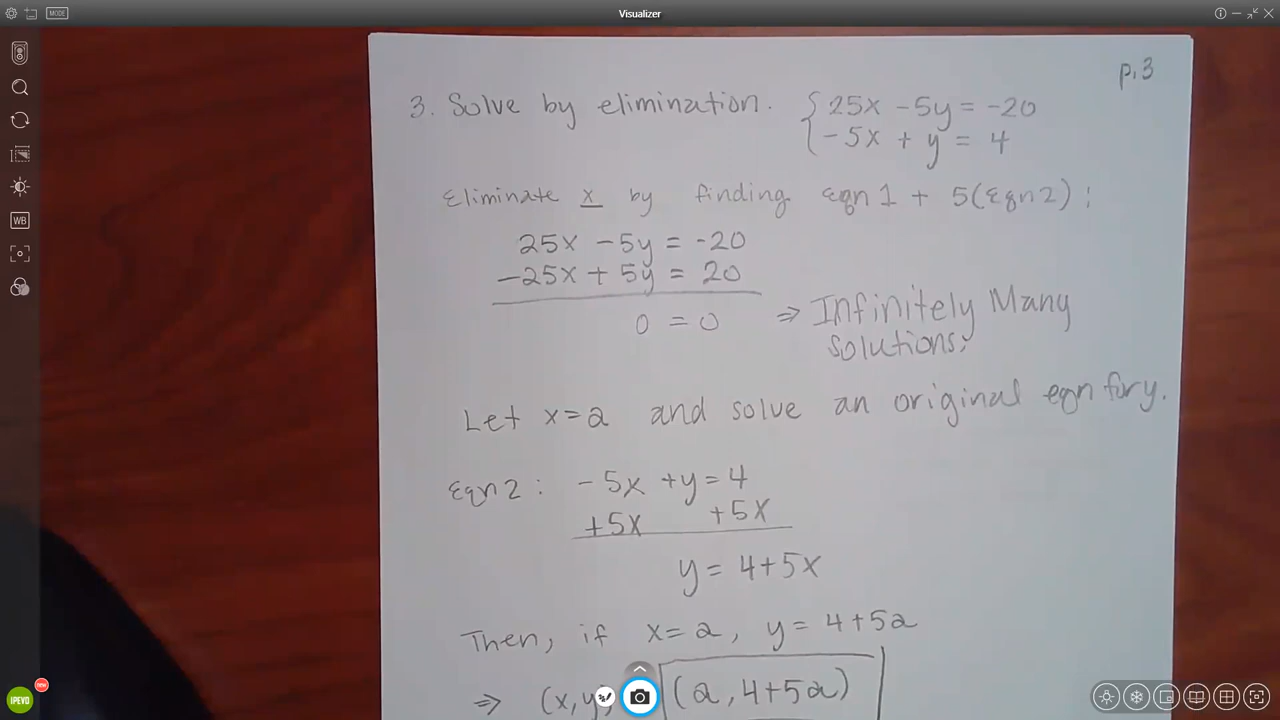 MODE
Visualizer
p.3
3. Solve by elimination. { 25x - 5y = -20
-5x + y = 4
Eliminate x by finding eqn 1 + 5(Eqn 2):
25x - 5y = -20
-25x + 5y = 20
0 = 0 ⇒ Infinitely Many
solutions,
Let x=a and solve an original eqn for y.
Eqn 2: -5x + y = 4
+5x +5x
y = 4+5x
Then, if x=a, y= 4+5a
⇒ (x,y) (a, 4+5a)
WB
IPEVO